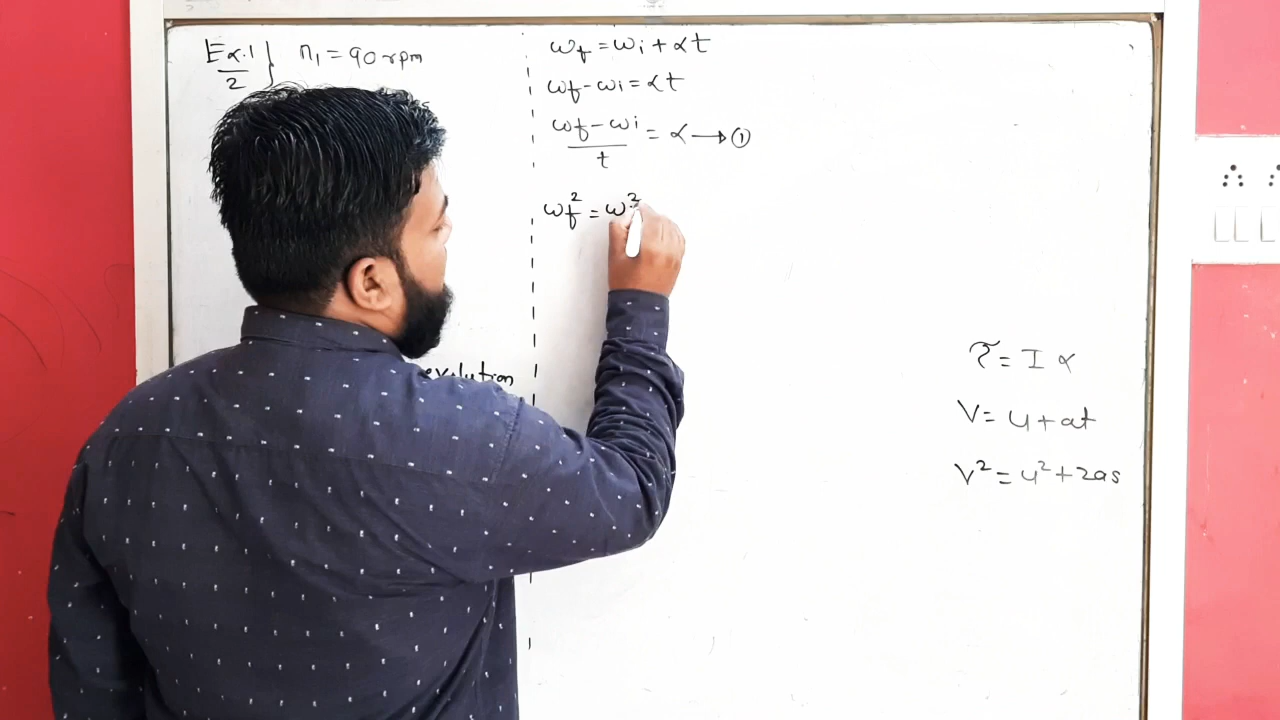 Ex.1
2
n₁ = 90 rpm
evolution
ωf = ωi + αt
ωf - ωi = αt
ωf - ωi
t
= α → ①
ωf² = ω²
τ = I α
V = u + at
V² = u² + 2as